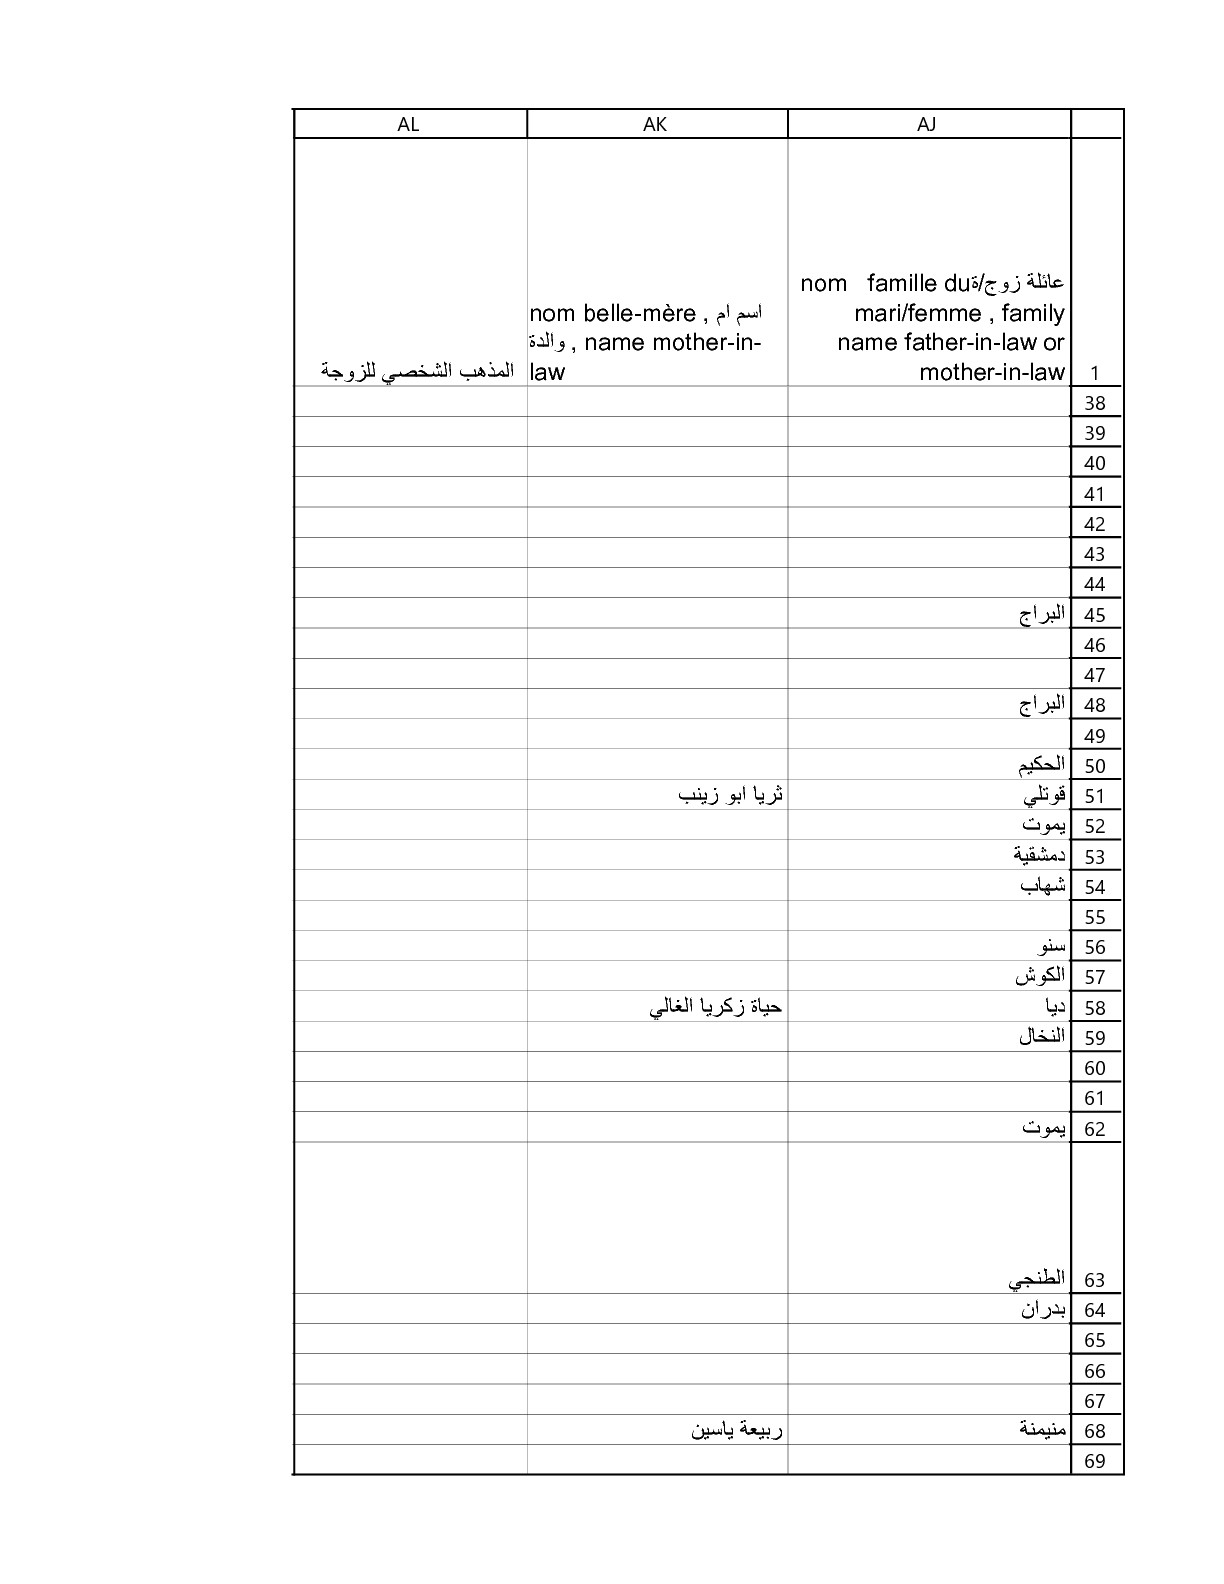 AJ AK AL
عائلة زوج/ةnom famille du
mari/femme , family
name father-in-law or
mother-in-law
nom belle-mère , اسم ام
والدة , name mother-in-
law
المذهب الشخصي للزوجة
1
38
39
40
41
42
43
44
45 البراج
46
47
48 البراج
49
50 الحكيم
51 قوتلي ثريا ابو زينب
52 يموت
53 دمشقية
54 شهاب
55
56 سنو
57 الكوش
58 ديا حياة زكريا الغالي
59 النخال
60
61
62 يموت
63 الطنجي
64 بدران
65
66
67
68 منيمنة ربيعة ياسين
69